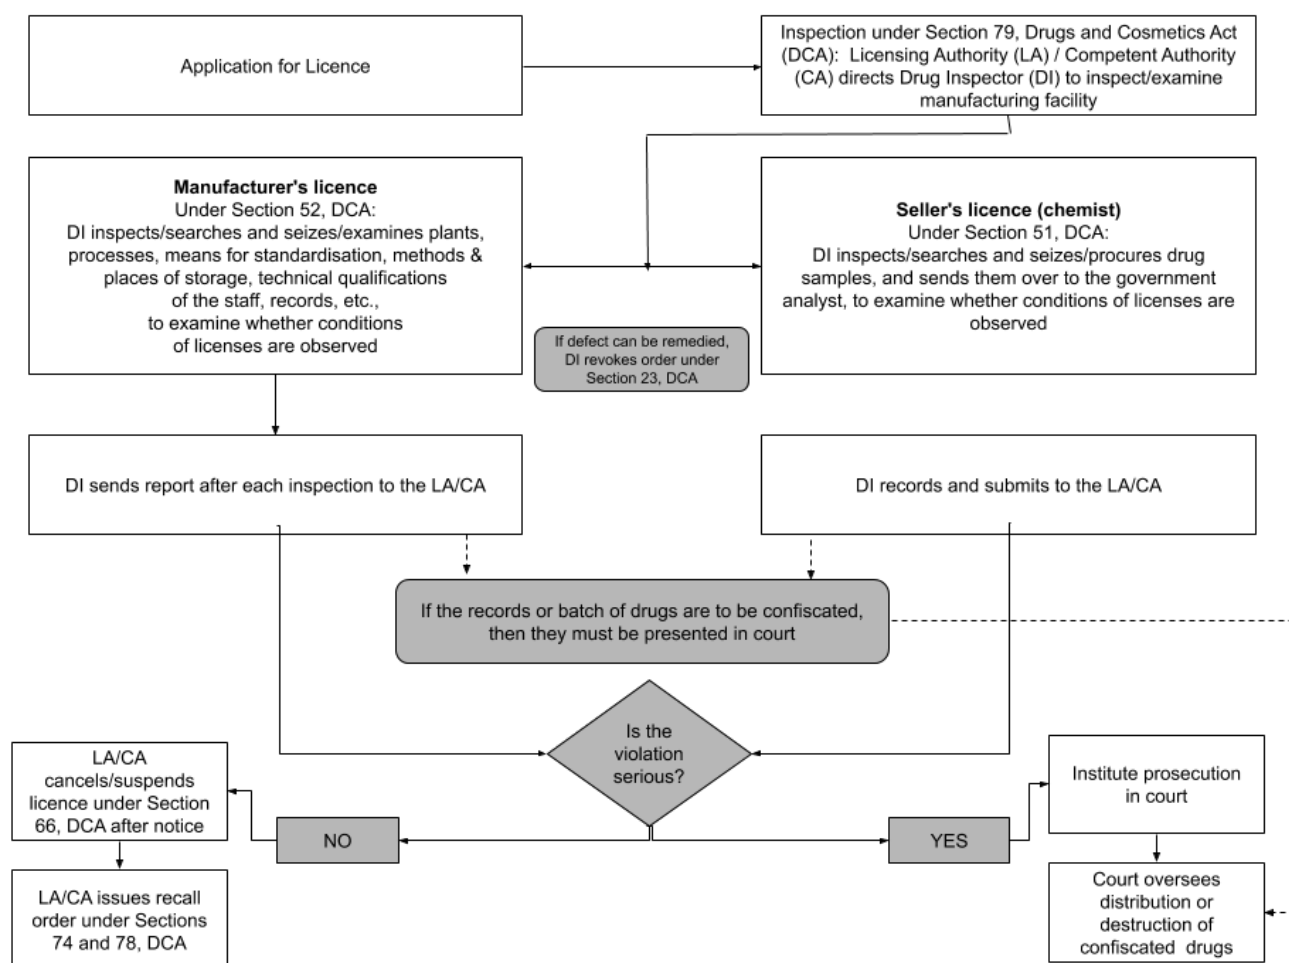 Application for Licence
Inspection under Section 79, Drugs and Cosmetics Act
(DCA): Licensing Authority (LA) / Competent Authority
(CA) directs Drug Inspector (DI) to inspect/examine
manufacturing facility
Manufacturer's licence
Under Section 52, DCA:
DI inspects/searches and seizes/examines plants,
processes, means for standardisation, methods &
places of storage, technical qualifications
of the staff, records, etc.,
to examine whether conditions
of licenses are observed
Seller's licence (chemist)
Under Section 51, DCA:
DI inspects/searches and seizes/procures drug
samples, and sends them over to the government
analyst, to examine whether conditions of licenses are
observed
If defect can be remedied,
DI revokes order under
Section 23, DCA
DI sends report after each inspection to the LA/CA
DI records and submits to the LA/CA
If the records or batch of drugs are to be confiscated,
then they must be presented in court
Is the
violation
serious?
LA/CA
cancels/suspends
licence under Section
66, DCA after notice
NO
YES
Institute prosecution
in court
LA/CA issues recall
order under Sections
74 and 78, DCA
Court oversees
distribution or
destruction of
confiscated drugs